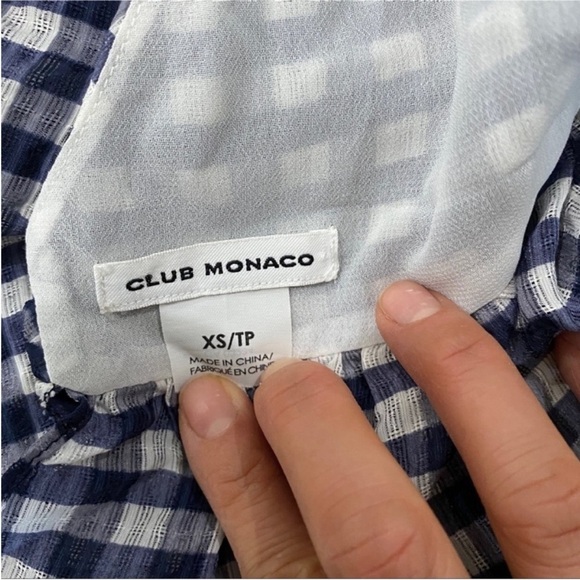 CLUB MONACO
XS/TP
MADE IN CHINA/
FABRIQUÉ EN CHINE